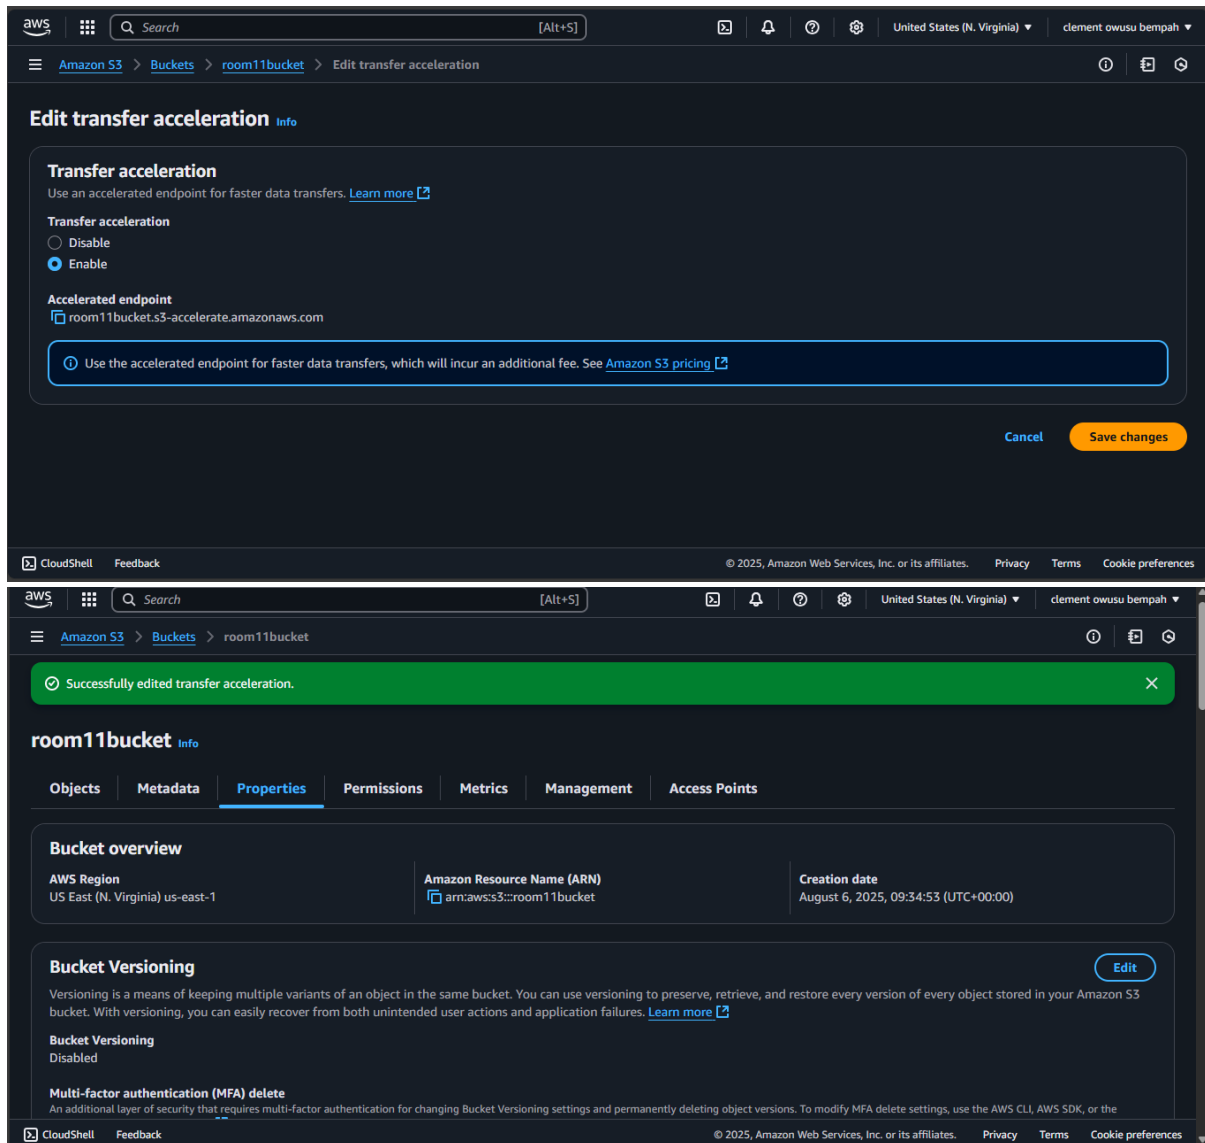 aws Search [Alt+S] United States (N. Virginia) clement owusu bempah
Amazon S3 Buckets room11bucket Edit transfer acceleration
Edit transfer acceleration Info
Transfer acceleration
Use an accelerated endpoint for faster data transfers. Learn more
Transfer acceleration
Disable
Enable
Accelerated endpoint
room11bucket.s3-accelerate.amazonaws.com
Use the accelerated endpoint for faster data transfers, which will incur an additional fee. See Amazon S3 pricing
Cancel Save changes
CloudShell Feedback © 2025, Amazon Web Services, Inc. or its affiliates. Privacy Terms Cookie preferences
aws Search [Alt+S] United States (N. Virginia) clement owusu bempah
Amazon S3 Buckets room11bucket
Successfully edited transfer acceleration.
room11bucket Info
Objects Metadata Properties Permissions Metrics Management Access Points
Bucket overview
AWS Region Amazon Resource Name (ARN) Creation date
US East (N. Virginia) us-east-1 arn:aws:s3:::room11bucket August 6, 2025, 09:34:53 (UTC+00:00)
Bucket Versioning Edit
Versioning is a means of keeping multiple variants of an object in the same bucket. You can use versioning to preserve, retrieve, and restore every version of every object stored in your Amazon S3
bucket. With versioning, you can easily recover from both unintended user actions and application failures. Learn more
Bucket Versioning
Disabled
Multi-factor authentication (MFA) delete
An additional layer of security that requires multi-factor authentication for changing Bucket Versioning settings and permanently deleting object versions. To modify MFA delete settings, use the AWS CLI, AWS SDK, or the
CloudShell Feedback © 2025, Amazon Web Services, Inc. or its affiliates. Privacy Terms Cookie preferences